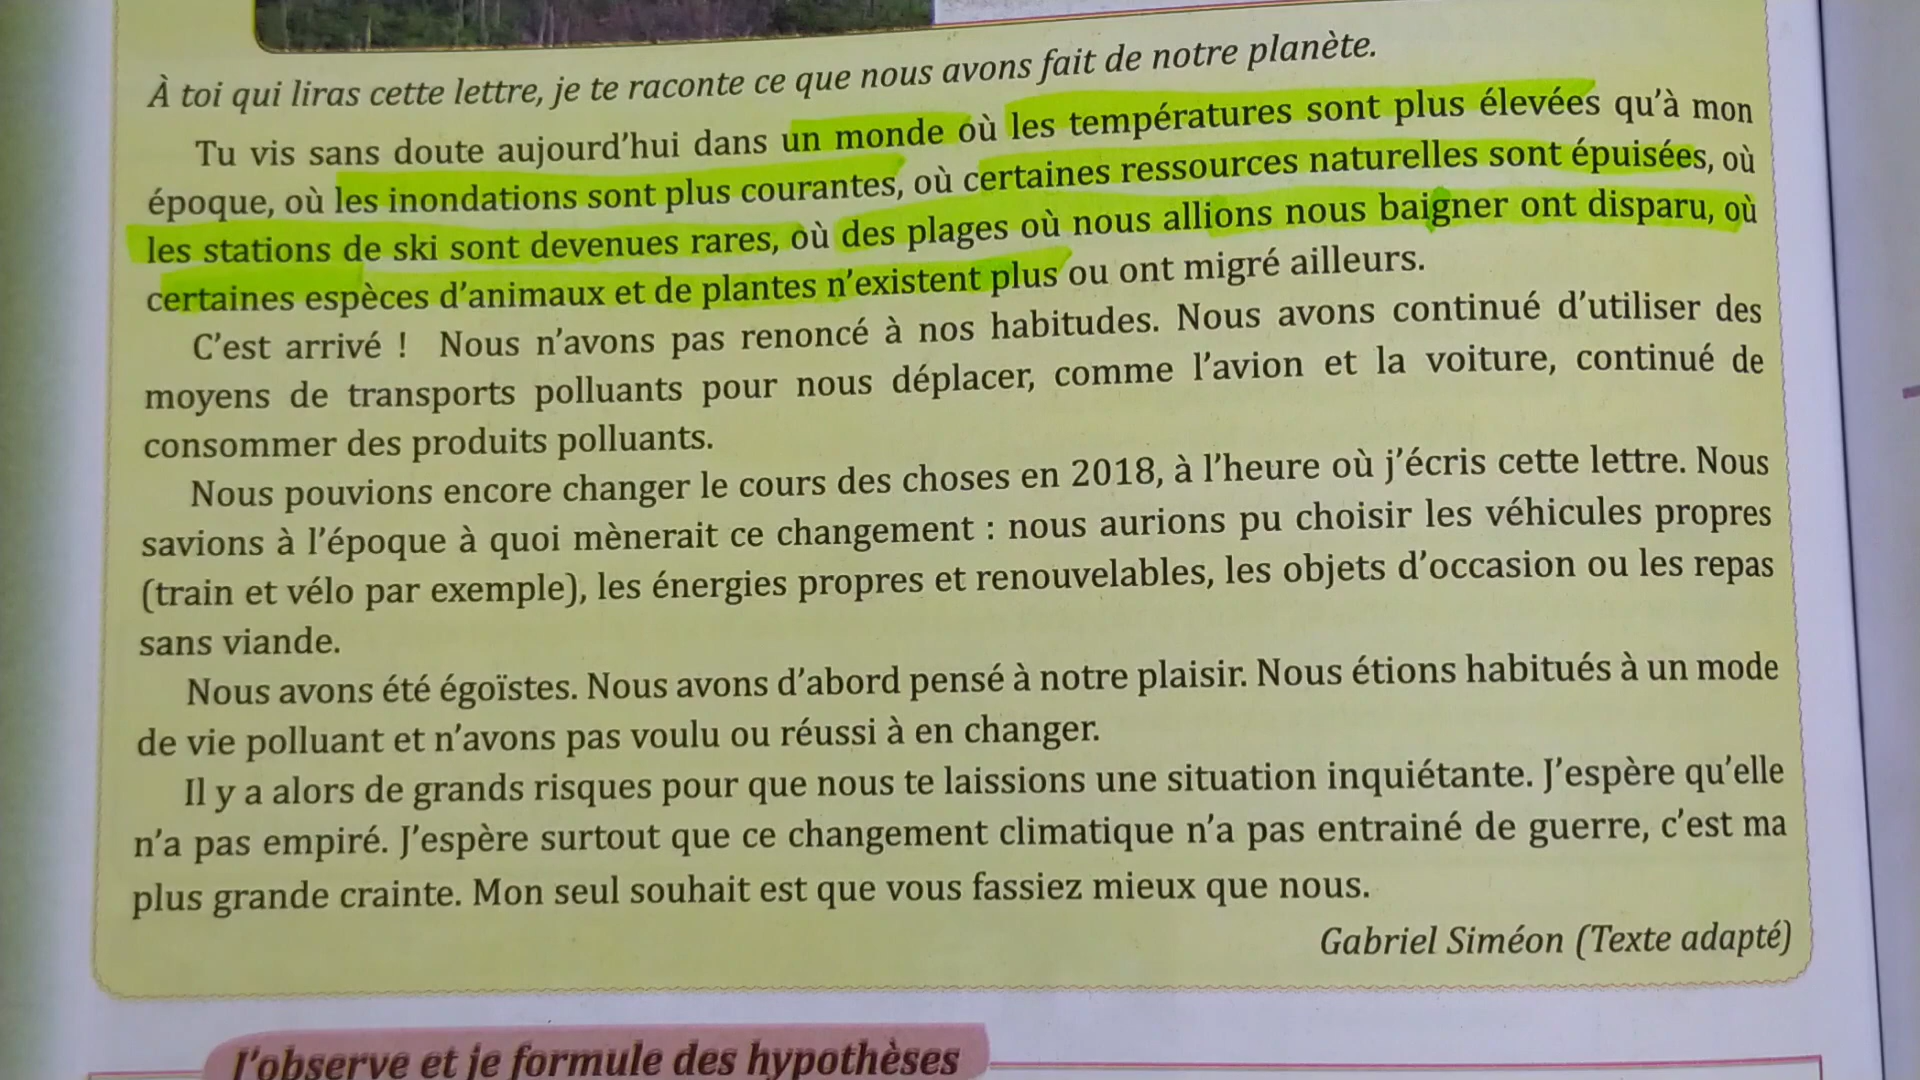 À toi qui liras cette lettre, je te raconte ce que nous avons fait de notre planète.
Tu vis sans doute aujourd'hui dans un monde où les températures sont plus élevées qu'à mon
époque, où les inondations sont plus courantes, où certaines ressources naturelles sont épuisées, où
les stations de ski sont devenues rares, où des plages où nous allions nous baigner ont disparu, où
certaines espèces d'animaux et de plantes n'existent plus ou ont migré ailleurs.
C'est arrivé ! Nous n'avons pas renoncé à nos habitudes. Nous avons continué d'utiliser des
moyens de transports polluants pour nous déplacer, comme l'avion et la voiture, continué de
consommer des produits polluants.
Nous pouvions encore changer le cours des choses en 2018, à l'heure où j'écris cette lettre. Nous
savions à l'époque à quoi mènerait ce changement : nous aurions pu choisir les véhicules propres
(train et vélo par exemple), les énergies propres et renouvelables, les objets d'occasion ou les repas
sans viande.
Nous avons été égoïstes. Nous avons d'abord pensé à notre plaisir. Nous étions habitués à un mode
de vie polluant et n'avons pas voulu ou réussi à en changer.
Il y a alors de grands risques pour que nous te laissions une situation inquiétante. J'espère qu'elle
n'a pas empiré. J'espère surtout que ce changement climatique n'a pas entrainé de guerre, c'est ma
plus grande crainte. Mon seul souhait est que vous fassiez mieux que nous.
Gabriel Siméon (Texte adapté)
J'observe et je formule des hypothèses